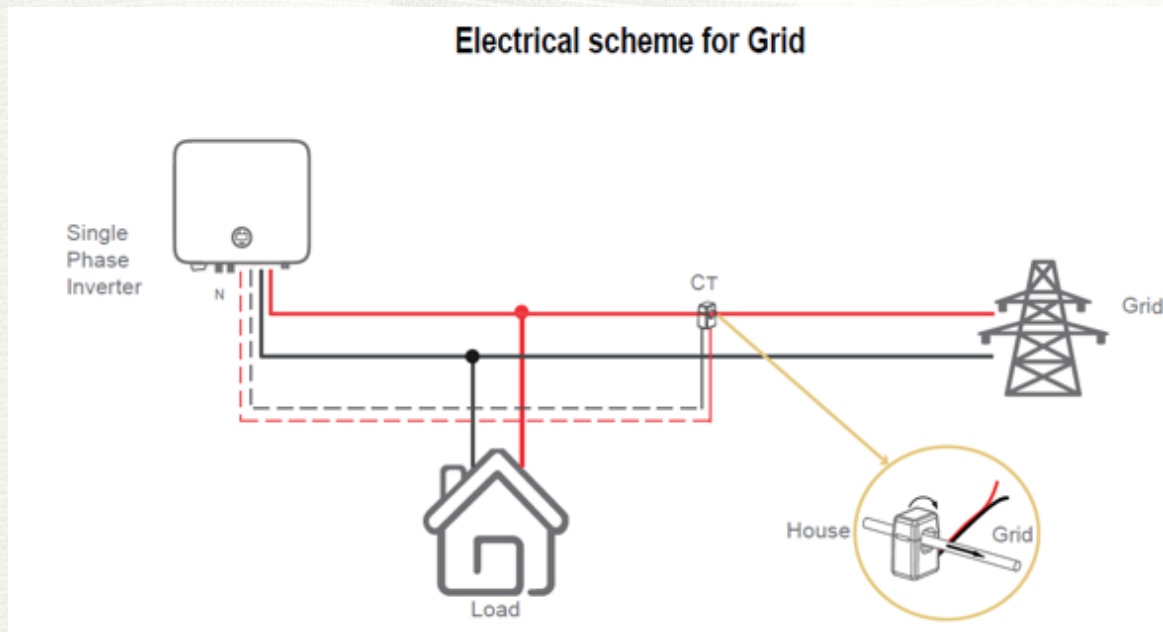 Electrical scheme for Grid
Single
Phase
Inverter
N
CT
Grid
House
Grid
Load